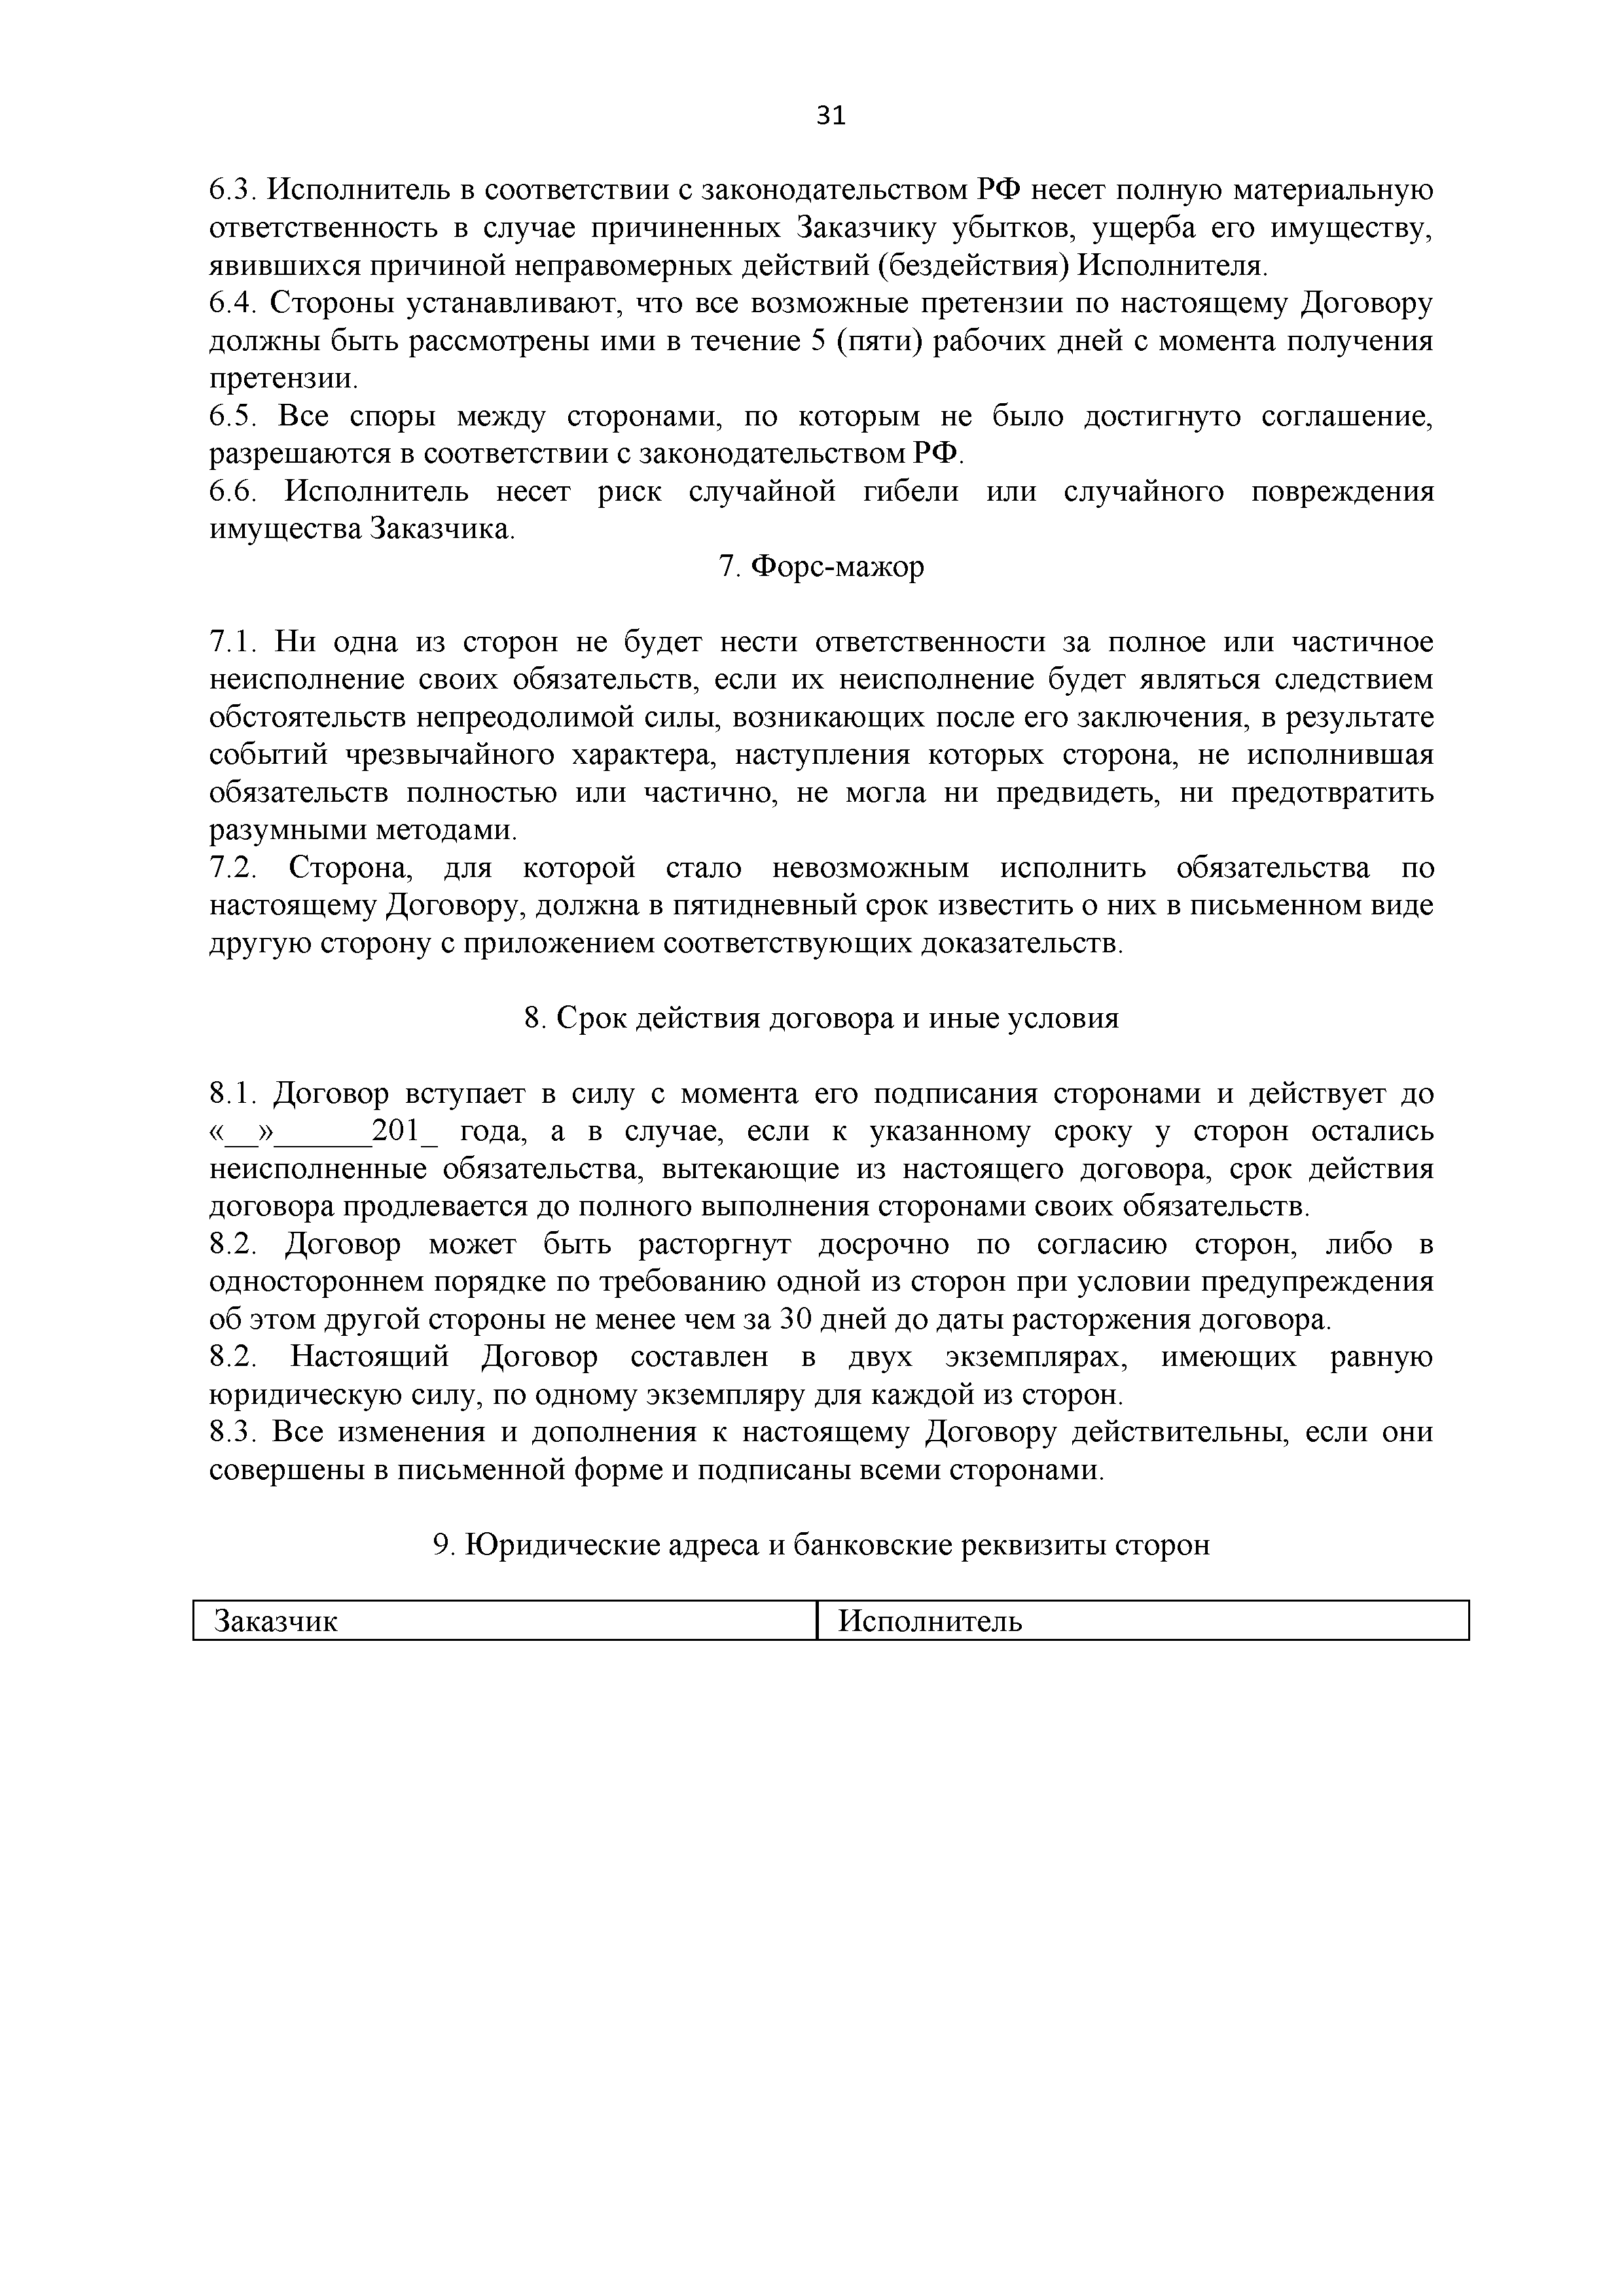 31
6.3. Исполнитель в соответствии с законодательством РФ несет полную материальную
ответственность в случае причиненных Заказчику убытков, ущерба его имуществу,
явившихся причиной неправомерных действий (бездействия) Исполнителя.
6.4. Стороны устанавливают, что все возможные претензии по настоящему Договору
должны быть рассмотрены ими в течение 5 (пяти) рабочих дней с момента получения
претензии.
6.5. Все споры между сторонами, по которым не было достигнуто соглашение,
разрешаются в соответствии с законодательством РФ.
6.6. Исполнитель несет риск случайной гибели или случайного повреждения
имущества Заказчика.
7. Форс-мажор
7.1. Ни одна из сторон не будет нести ответственности за полное или частичное
неисполнение своих обязательств, если их неисполнение будет являться следствием
обстоятельств непреодолимой силы, возникающих после его заключения, в результате
событий чрезвычайного характера, наступления которых сторона, не исполнившая
обязательств полностью или частично, не могла ни предвидеть, ни предотвратить
разумными методами.
7.2. Сторона, для которой стало невозможным исполнить обязательства по
настоящему Договору, должна в пятидневный срок известить о них в письменном виде
другую сторону с приложением соответствующих доказательств.
8. Срок действия договора и иные условия
8.1. Договор вступает в силу с момента его подписания сторонами и действует до
«__»______201_ года, а в случае, если к указанному сроку у сторон остались
неисполненные обязательства, вытекающие из настоящего договора, срок действия
договора продлевается до полного выполнения сторонами своих обязательств.
8.2. Договор может быть расторгнут досрочно по согласию сторон, либо в
одностороннем порядке по требованию одной из сторон при условии предупреждения
об этом другой стороны не менее чем за 30 дней до даты расторжения договора.
8.2. Настоящий Договор составлен в двух экземплярах, имеющих равную
юридическую силу, по одному экземпляру для каждой из сторон.
8.3. Все изменения и дополнения к настоящему Договору действительны, если они
совершены в письменной форме и подписаны всеми сторонами.
9. Юридические адреса и банковские реквизиты сторон
Заказчик Исполнитель